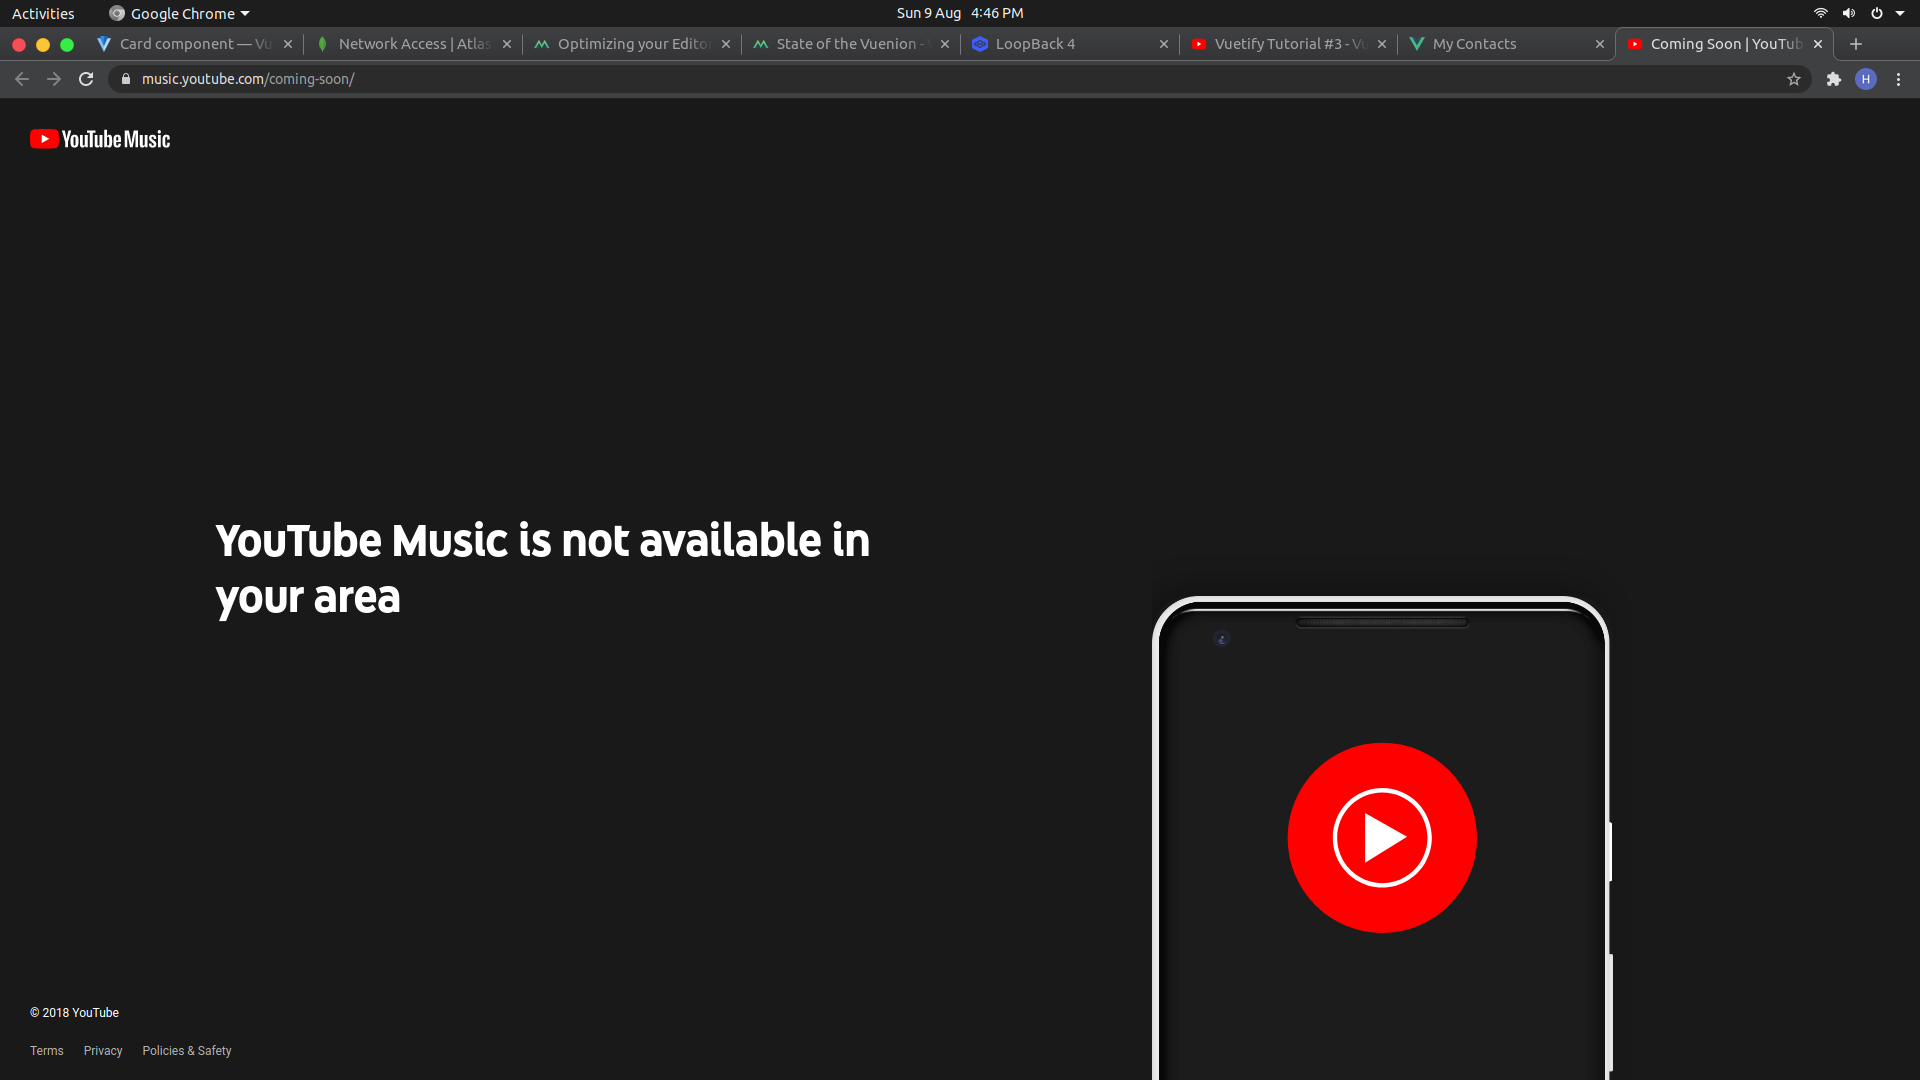 Activities Google Chrome Sun 9 Aug 4:46 PM
Card component — Vu Network Access | Atlas Optimizing your Editor State of the Vuenion - LoopBack 4 Vuetify Tutorial #3 - Vu My Contacts Coming Soon | YouTub
music.youtube.com/coming-soon/ H
YouTube Music
YouTube Music is not available in
your area
© 2018 YouTube
Terms Privacy Policies & Safety